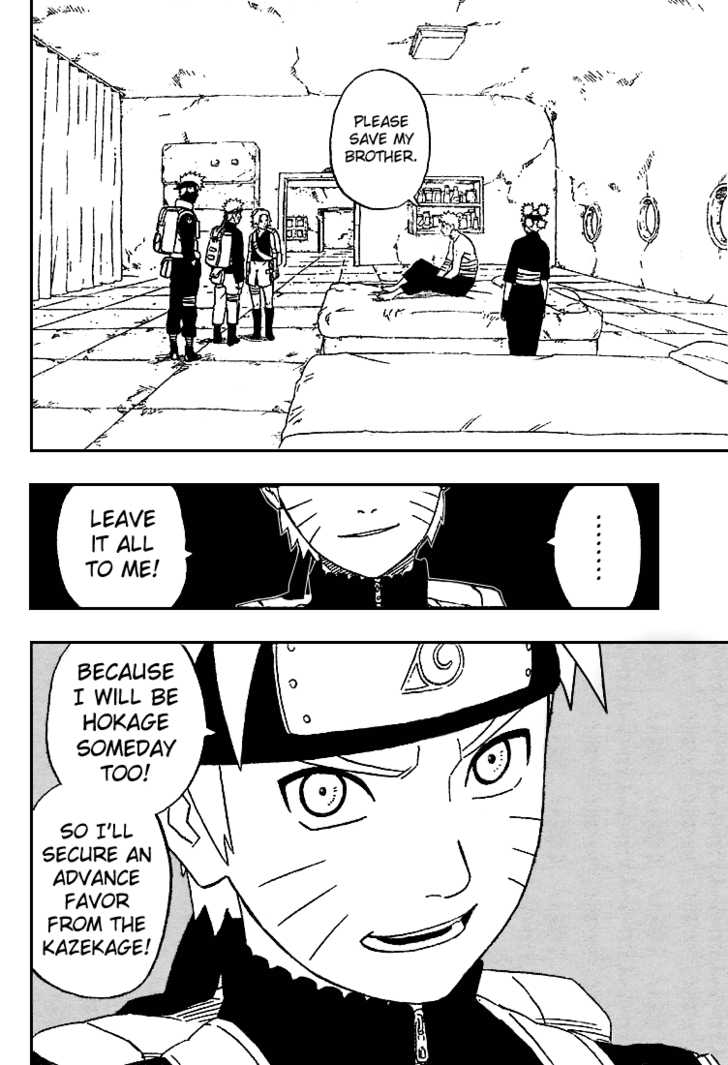 PLEASE
SAVE MY
BROTHER.
.........
LEAVE
IT ALL
TO ME!
BECAUSE
I WILL BE
HOKAGE
SOMEDAY
TOO!
SO I'LL
SECURE AN
ADVANCE
FAVOR
FROM THE
KAZEKAGE!